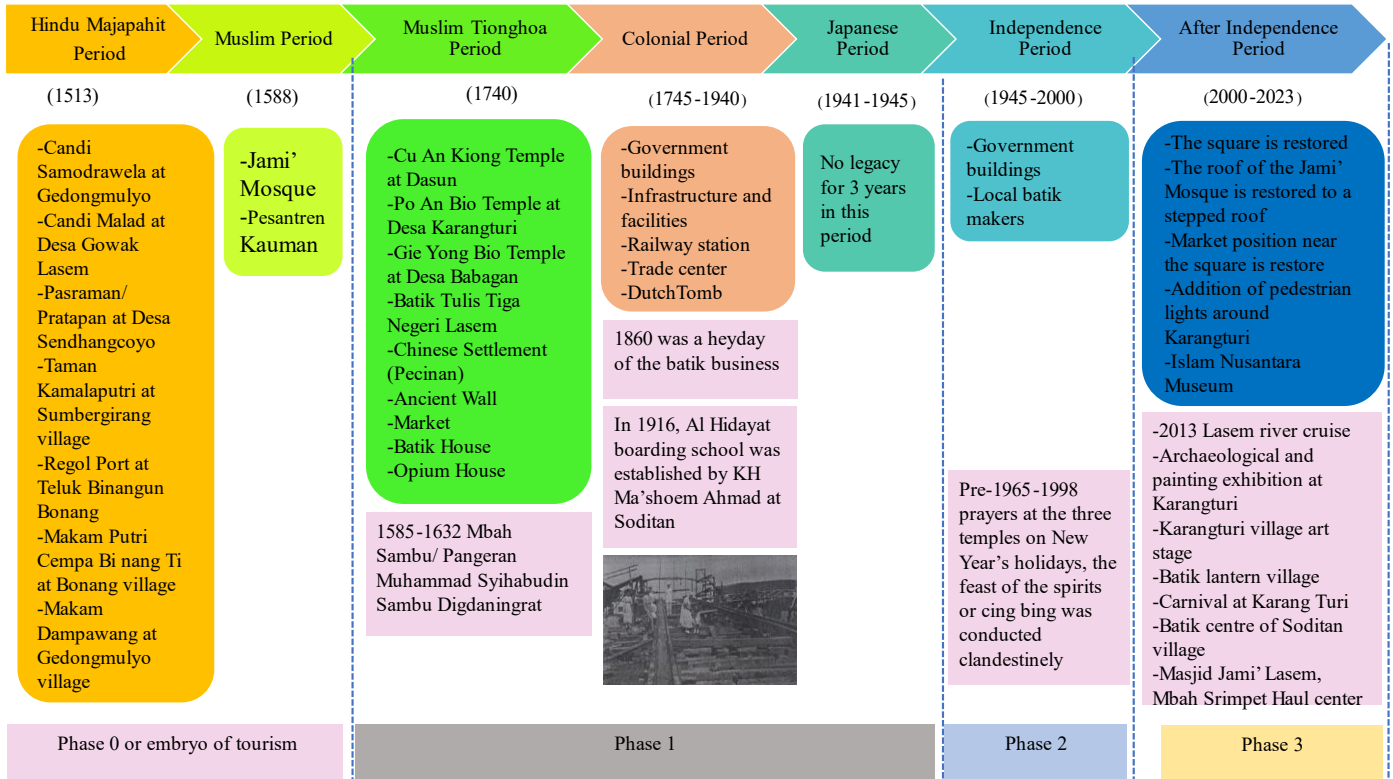 Hindu Majapahit
Period
Muslim Period
Muslim Tionghoa
Period
Colonial Period
Japanese
Period
Independence
Period
After Independence
Period
(1513)
(1588)
(1740)
(1745-1940)
(1941-1945)
(1945-2000)
(2000-2023)
-Candi
Samodrawela at
Gedongmulyo
-Candi Malad at
Desa Gowak
Lasem
-Pasraman/
Pratapan at Desa
Sendhangcoyo
-Taman
Kamalaputri at
Sumbergirang
village
-Regol Port at
Teluk Binangun
Bonang
-Makam Putri
Cempa Bi nang Ti
at Bonang village
-Makam
Dampawang at
Gedongmulyo
village
-Jami’
Mosque
-Pesantren
Kauman
-Cu An Kiong Temple
at Dasun
-Po An Bio Temple at
Desa Karangturi
-Gie Yong Bio Temple
at Desa Babagan
-Batik Tulis Tiga
Negeri Lasem
-Chinese Settlement
(Pecinan)
-Ancient Wall
-Market
-Batik House
-Opium House
1585-1632 Mbah
Sambu/ Pangeran
Muhammad Syihabudin
Sambu Digdaningrat
-Government
buildings
-Infrastructure and
facilities
-Railway station
-Trade center
-DutchTomb
1860 was a heyday
of the batik business
In 1916, Al Hidayat
boarding school was
established by KH
Ma’shoem Ahmad at
Soditan
No legacy
for 3 years
in this
period
-Government
buildings
-Local batik
makers
Pre-1965-1998
prayers at the three
temples on New
Year’s holidays, the
feast of the spirits
or cing bing was
conducted
clandestinely
-The square is restored
-The roof of the Jami’
Mosque is restored to a
stepped roof
-Market position near
the square is restore
-Addition of pedestrian
lights around
Karangturi
-Islam Nusantara
Museum
-2013 Lasem river cruise
-Archaeological and
painting exhibition at
Karangturi
-Karangturi village art
stage
-Batik lantern village
-Carnival at Karang Turi
-Batik centre of Soditan
village
-Masjid Jami’ Lasem,
Mbah Srimpet Haul center
Phase 0 or embryo of tourism
Phase 1
Phase 2
Phase 3